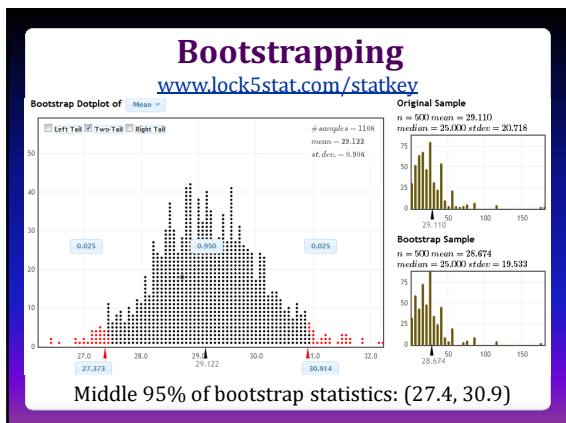 Bootstrapping
www.lock5stat.com/statkey
Bootstrap Dotplot of Mean
Left Tail Two-Tail Right Tail
# samples = 1108
mean = 29.122
st.dev. = 0.906
50
40
30
20
10
0
0.025 0.950 0.025
27.0 28.0 29.0 30.0 31.0 32.0
29.122
27.373 30.914
Original Sample
n = 500 mean = 29.110
median = 25.000 stdev = 20.718
75
50
25
0
50 100 150
29.110
Bootstrap Sample
n = 500 mean = 28.674
median = 25.000 stdev = 19.533
75
50
25
0
50 100 150
28.674
Middle 95% of bootstrap statistics: (27.4, 30.9)